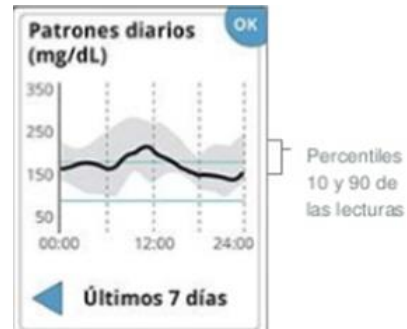 Patrones diarios
OK
(mg/dL)
350
250
150
50
00:00
12:00
24:00
Percentiles
10 y 90 de
las lecturas
Últimos 7 días